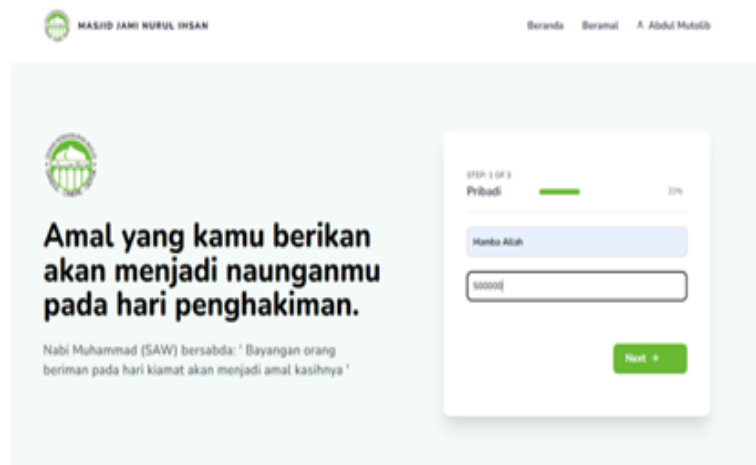 MASJID JAMI NURUL IHSAN
Beranda Beramal Abdul Mutolib
STEP: 1 OF 3
Pribadi
33%
Amal yang kamu berikan
akan menjadi naunganmu
pada hari penghakiman.
Hamba Allah
500000
Nabi Muhammad (SAW) bersabda: ' Bayangan orang
beriman pada hari kiamat akan menjadi amal kasihnya '
Next →